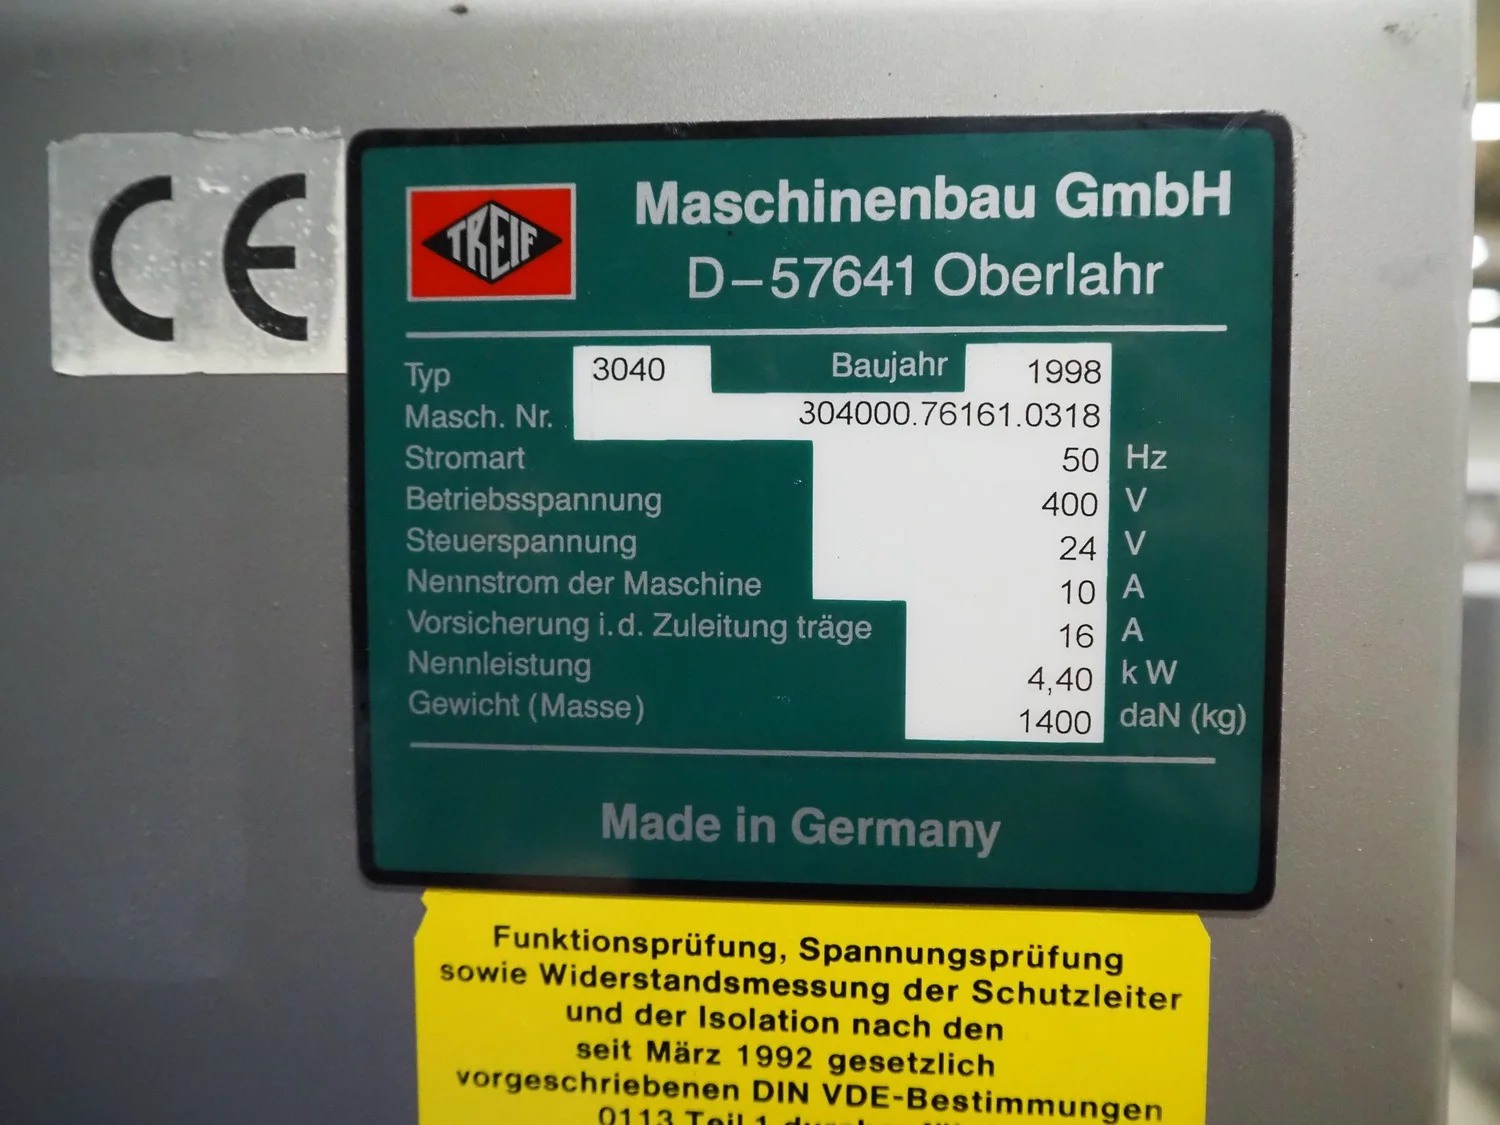 CE
TREIF
Maschinenbau GmbH
D-57641 Oberlahr
Typ 3040 Baujahr 1998
Masch. Nr. 304000.76161.0318
Stromart 50 Hz
Betriebsspannung 400 V
Steuerspannung 24 V
Nennstrom der Maschine 10 A
Vorsicherung i.d. Zuleitung träge 16 A
Nennleistung 4,40 kW
Gewicht (Masse) 1400 daN (kg)
Made in Germany
Funktionsprüfung, Spannungsprüfung
sowie Widerstandsmessung der Schutzleiter
und der Isolation nach den
seit März 1992 gesetzlich
vorgeschriebenen DIN VDE-Bestimmungen
0113 Teil 1